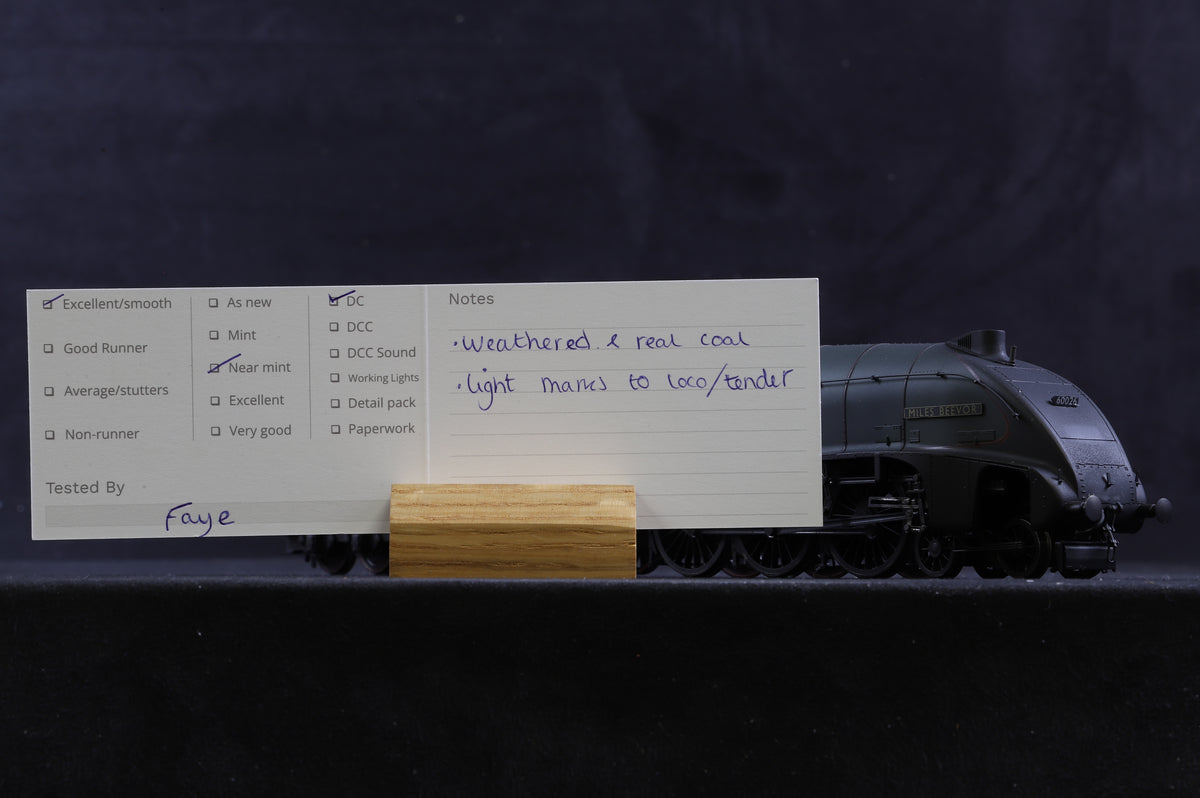 Excellent/smooth
Good Runner
Average/stutters
Non-runner
As new
Mint
Near mint
Excellent
Very good
DC
DCC
DCC Sound
Working Lights
Detail pack
Paperwork
Tested By
Faye
Notes
· Weathered & real coal
· light marks to loco/tender
MILES BEEVOR
60026